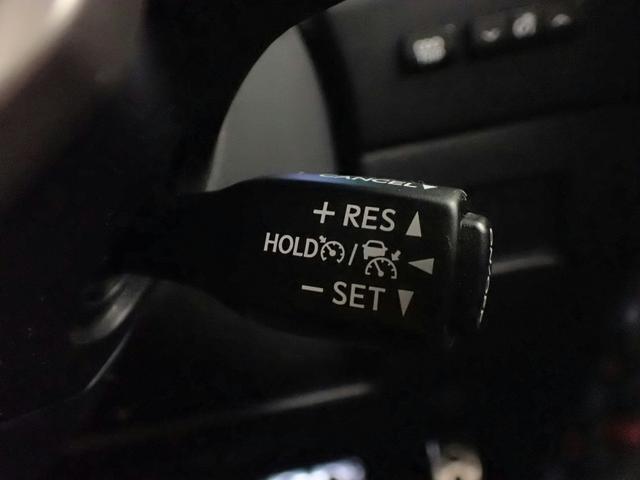 CANCEL
+ RES
HOLD /
- SET